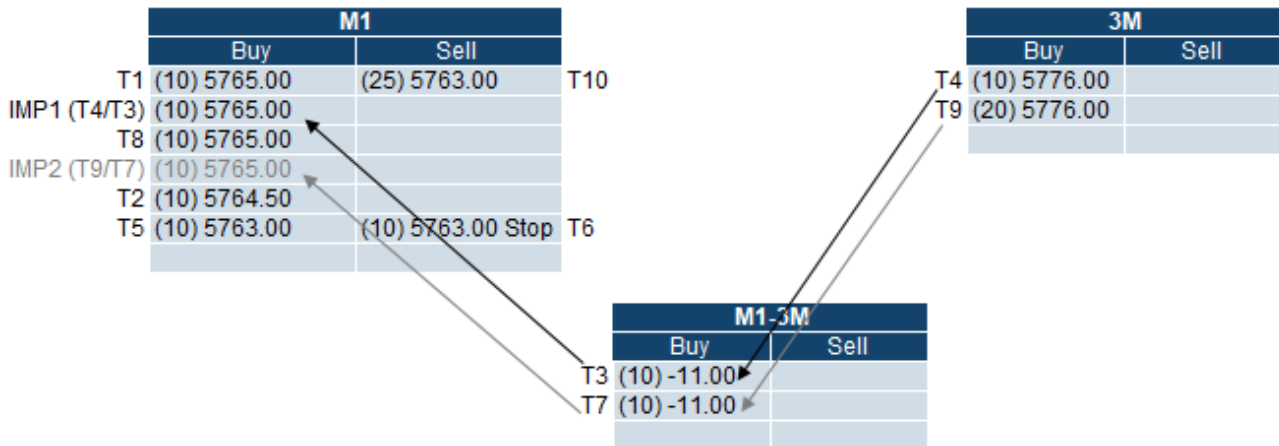 M1 3M
Buy Sell Buy Sell
T1 (10) 5765.00 (25) 5763.00 T10 T4 (10) 5776.00
IMP1 (T4/T3) (10) 5765.00 T9 (20) 5776.00
T8 (10) 5765.00
IMP2 (T9/T7) (10) 5765.00
T2 (10) 5764.50
T5 (10) 5763.00 (10) 5763.00 Stop T6
M1-3M
Buy Sell
T3 (10) -11.00
T7 (10) -11.00